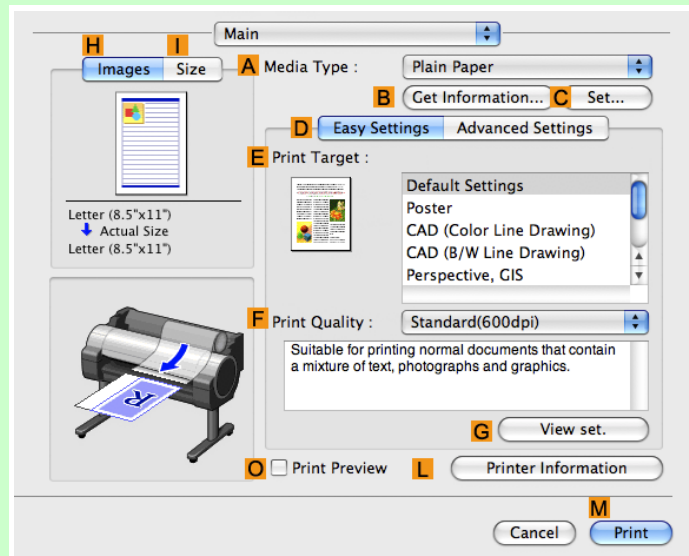 Main
H I
Images Size
A Media Type : Plain Paper
B Get Information... C Set...
D Easy Settings Advanced Settings
E Print Target :
Default Settings
Poster
CAD (Color Line Drawing)
CAD (B/W Line Drawing)
Perspective, GIS
Letter (8.5"x11")
Actual Size
Letter (8.5"x11")
F Print Quality : Standard(600dpi)
Suitable for printing normal documents that contain
a mixture of text, photographs and graphics.
G View set.
O Print Preview L Printer Information
M
Cancel Print